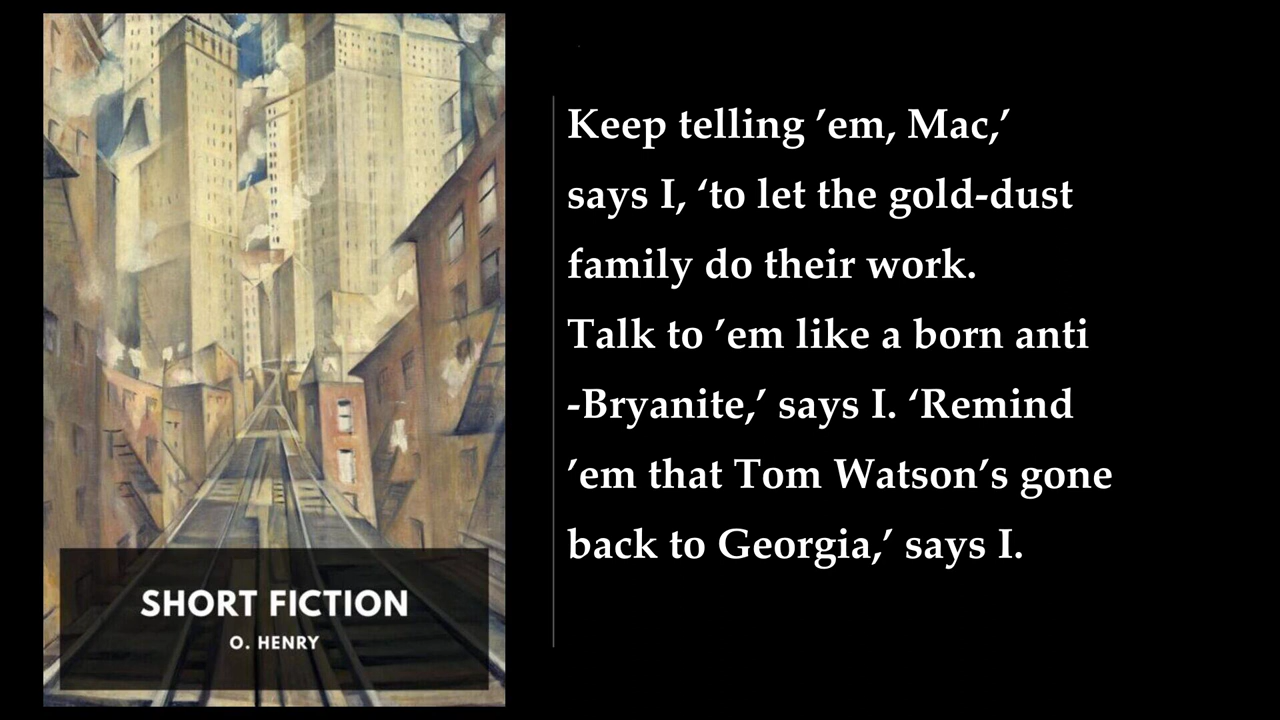 SHORT FICTION
O. HENRY
Keep telling ’em, Mac,’
says I, ‘to let the gold-dust
family do their work.
Talk to ’em like a born anti
-Bryanite,’ says I. ‘Remind
’em that Tom Watson’s gone
back to Georgia,’ says I.